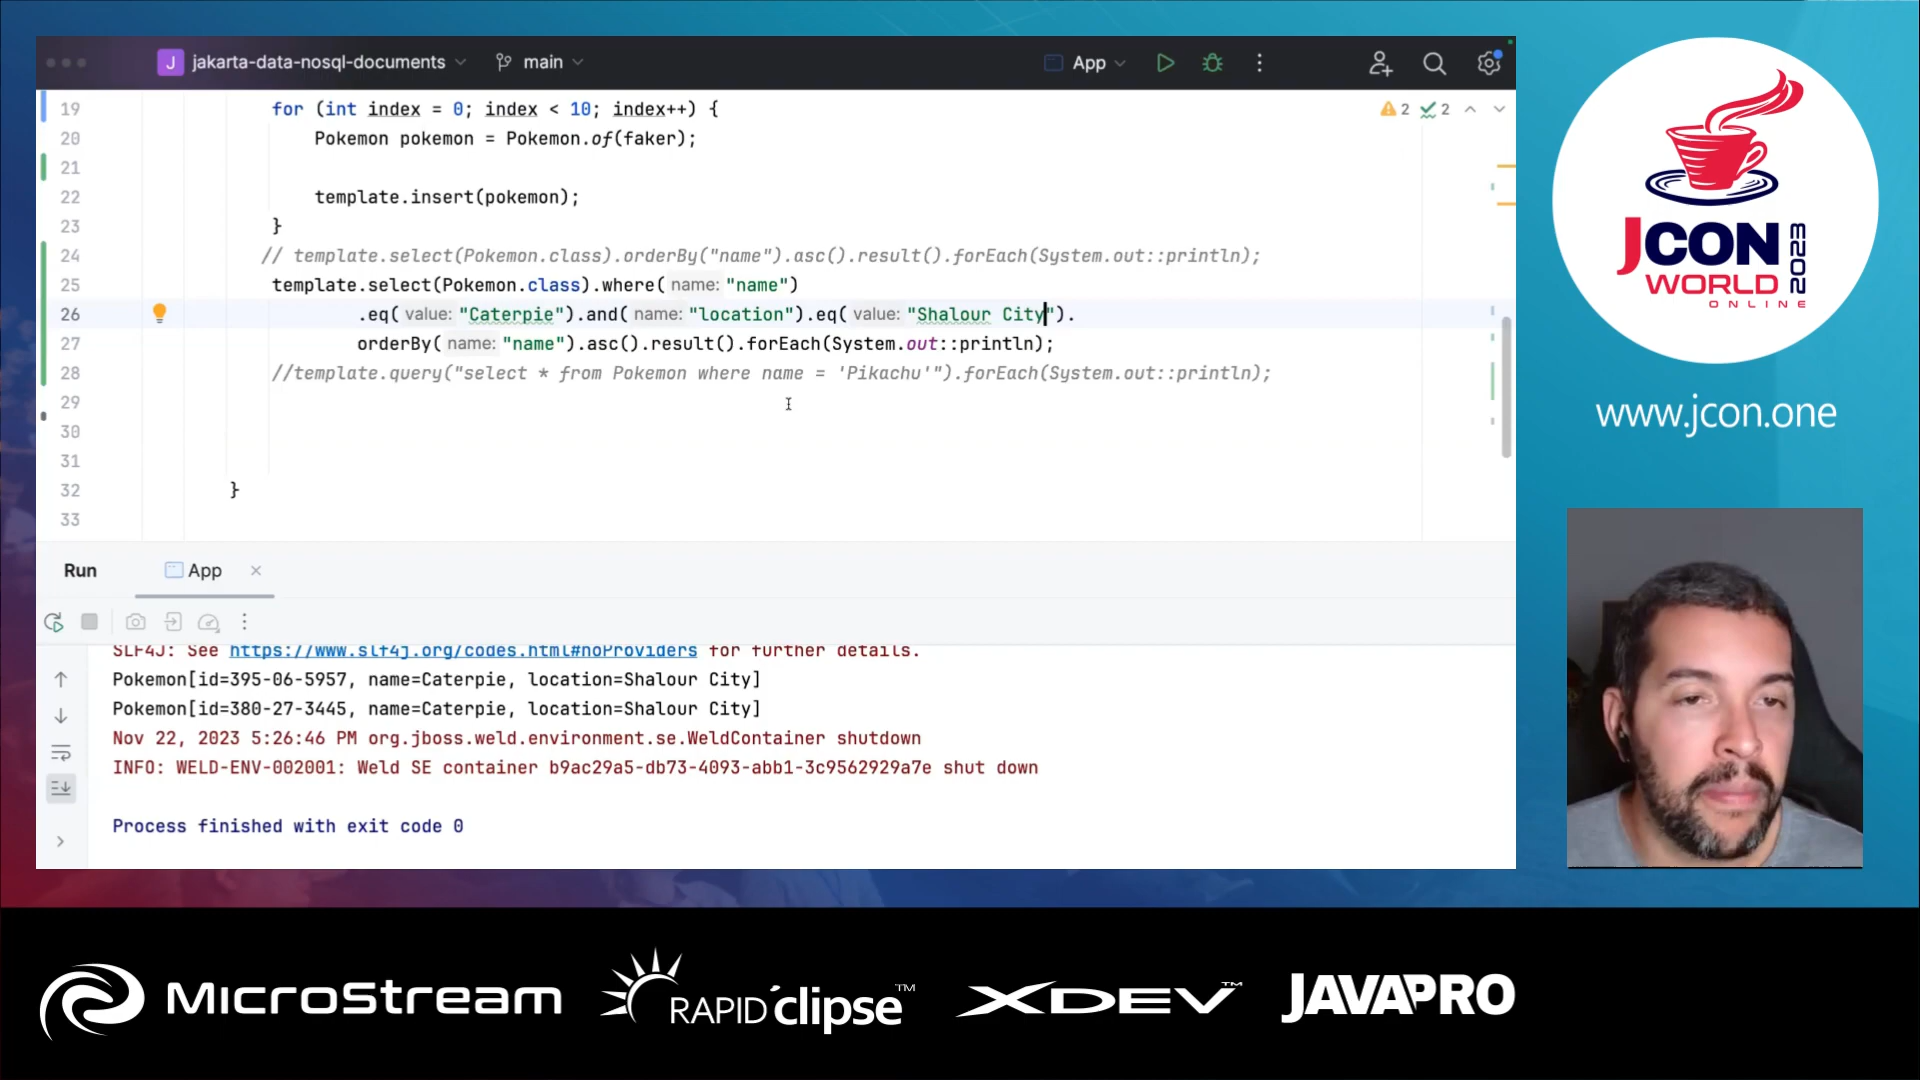 J jakarta-data-nosql-documents main App
19 for (int index = 0; index < 10; index++) {
2 2
20 Pokemon pokemon = Pokemon.of(faker);
21
22 template.insert(pokemon);
23 }
24 // template.select(Pokemon.class).orderBy("name").asc().result().forEach(System.out::println);
25 template.select(Pokemon.class).where( name: "name")
26 .eq( value: "Caterpie").and( name: "location").eq( value: "Shalour City").
27 orderBy( name: "name").asc().result().forEach(System.out::println);
28 //template.query("select * from Pokemon where name = 'Pikachu'").forEach(System.out::println);
29
30
31
32 }
33
Run App
SLF4J: See https://www.slf4j.org/codes.html#noProviders for further details.
Pokemon[id=395-06-5957, name=Caterpie, location=Shalour City]
Pokemon[id=380-27-3445, name=Caterpie, location=Shalour City]
Nov 22, 2023 5:26:46 PM org.jboss.weld.environment.se.WeldContainer shutdown
INFO: WELD-ENV-002001: Weld SE container b9ac29a5-db73-4093-abb1-3c9562929a7e shut down
Process finished with exit code 0
JCON
WORLD
ONLINE
2023
www.jcon.one
MICROSTREAM
RAPID'clipse™
XDEV™
JAVAPRO